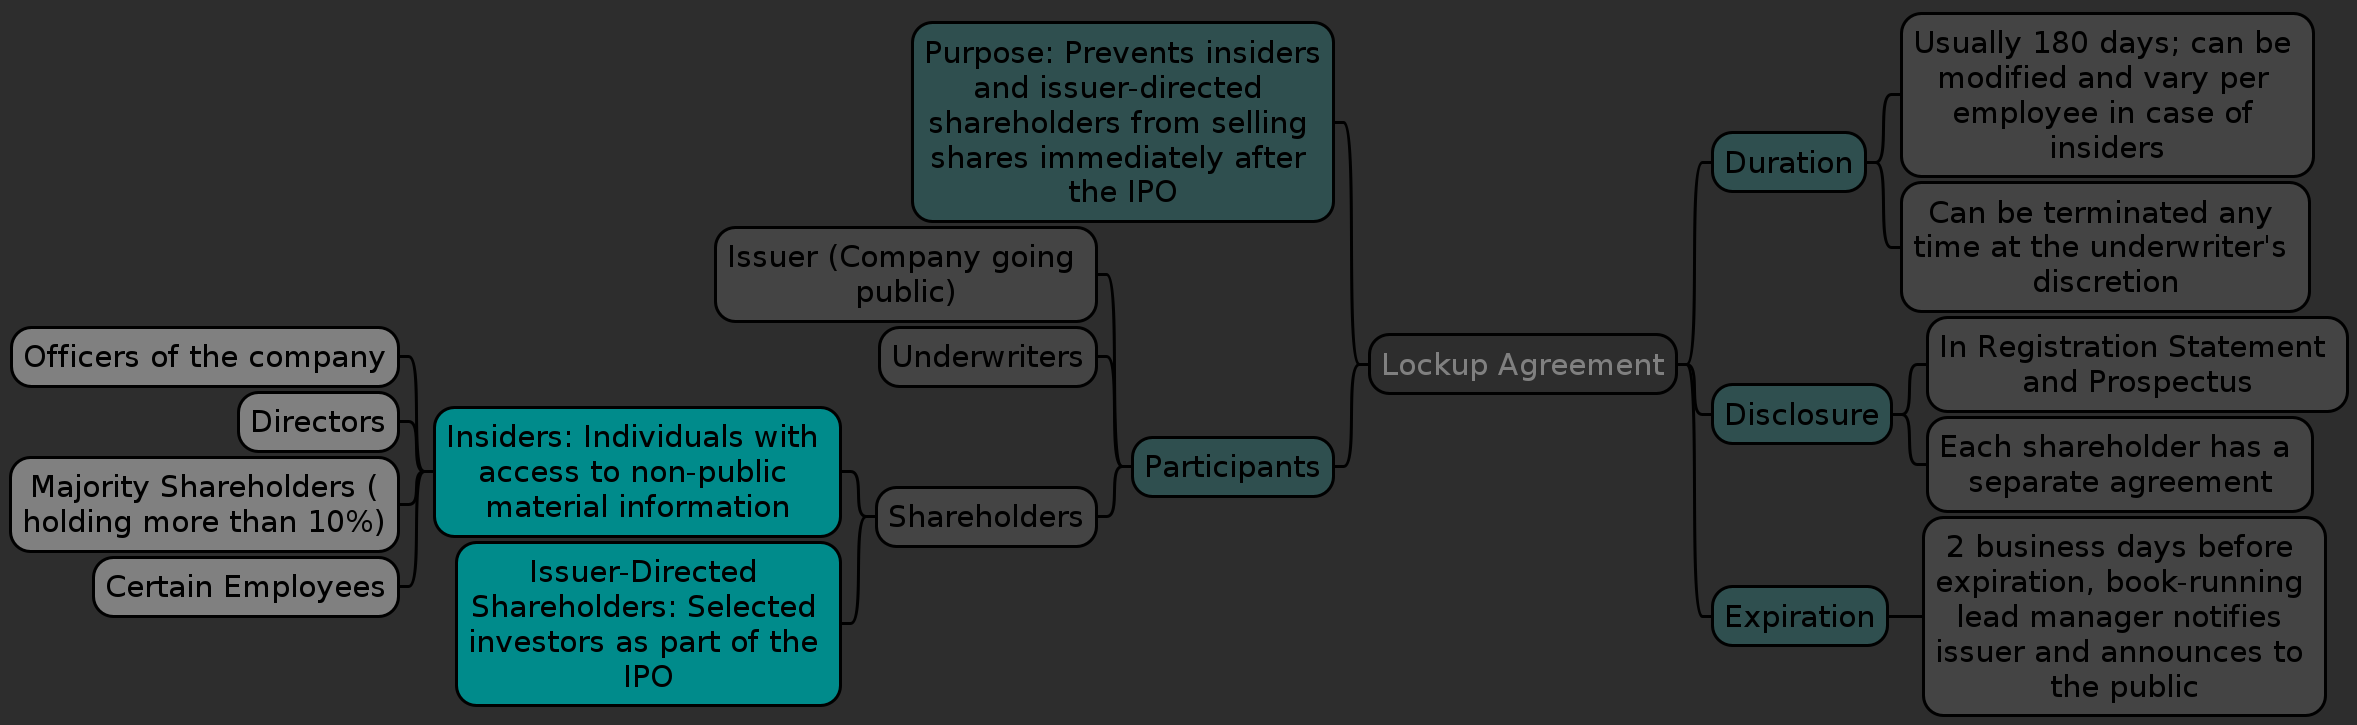 Purpose: Prevents insiders
and issuer-directed
shareholders from selling
shares immediately after
the IPO
Issuer (Company going
public)
Underwriters
Officers of the company
Directors
Majority Shareholders (
holding more than 10%)
Certain Employees
Insiders: Individuals with
access to non-public
material information
Issuer-Directed
Shareholders: Selected
investors as part of the
IPO
Shareholders
Participants
Lockup Agreement
Duration
Usually 180 days; can be
modified and vary per
employee in case of
insiders
Can be terminated any
time at the underwriter's
discretion
Disclosure
In Registration Statement
and Prospectus
Each shareholder has a
separate agreement
Expiration
2 business days before
expiration, book-running
lead manager notifies
issuer and announces to
the public